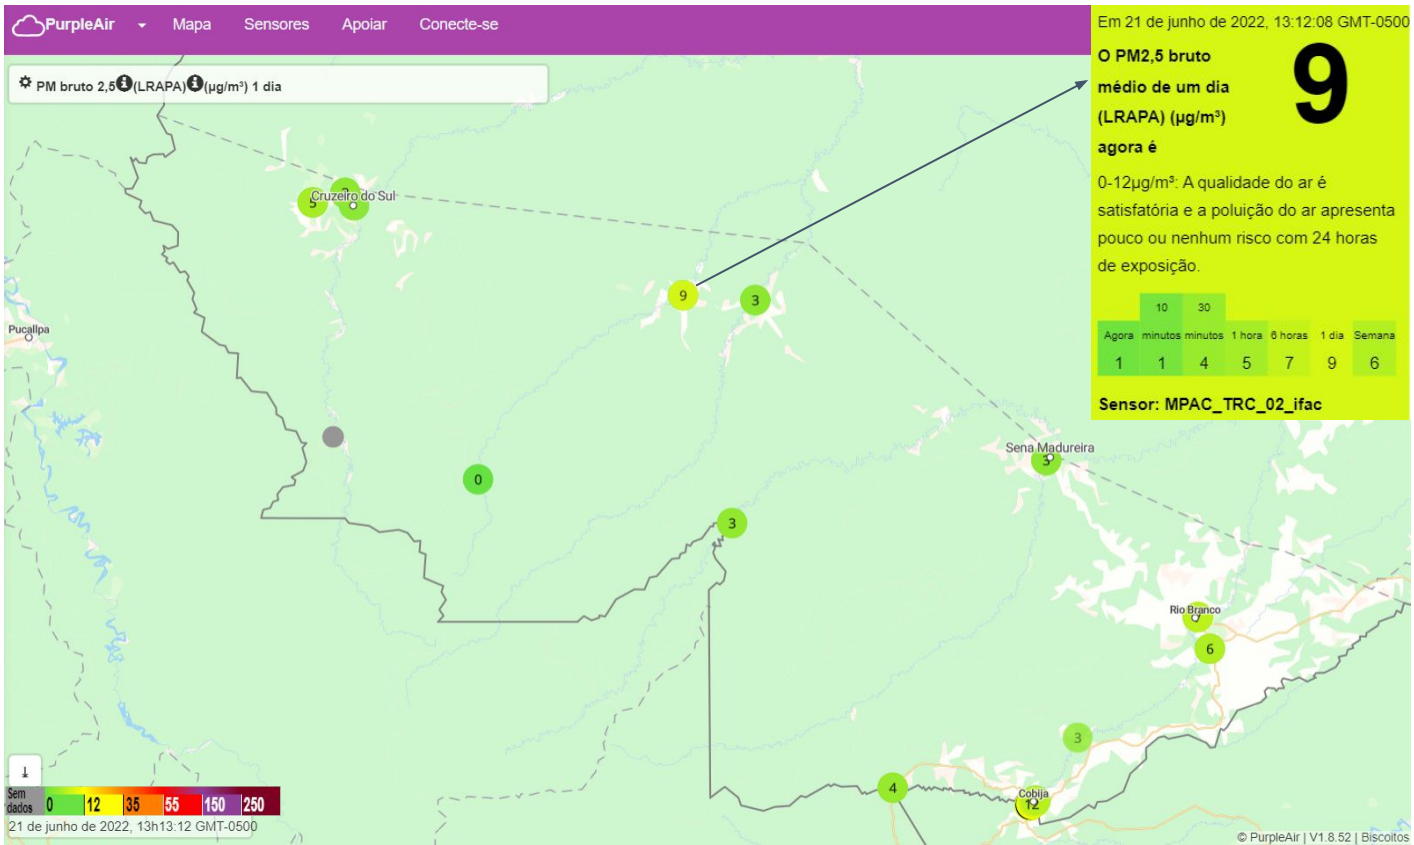 PurpleAir
Mapa
Sensores
Apoiar
Conecte-se
PM bruto 2,5 (LRAPA) (µg/m³) 1 dia
Em 21 de junho de 2022, 13:12:08 GMT-0500
O PM2,5 bruto
médio de um dia
(LRAPA) (µg/m³)
agora é
9
0-12µg/m³: A qualidade do ar é
satisfatória e a poluição do ar apresenta
pouco ou nenhum risco com 24 horas
de exposição.
10 30
Agora minutos minutos 1 hora 6 horas 1 dia Semana
1 1 4 5 7 9 6
Sensor: MPAC_TRC_02_ifac
Cruzeiro do Sul
5
9
3
Pucallpa
Sena Madureira
3
0
3
Rio Branco
6
3
4
Cobija
12
Sem
dados 0 12 35 55 150 250
21 de junho de 2022, 13h13:12 GMT-0500
© PurpleAir | V1.8.52 | Biscoitos